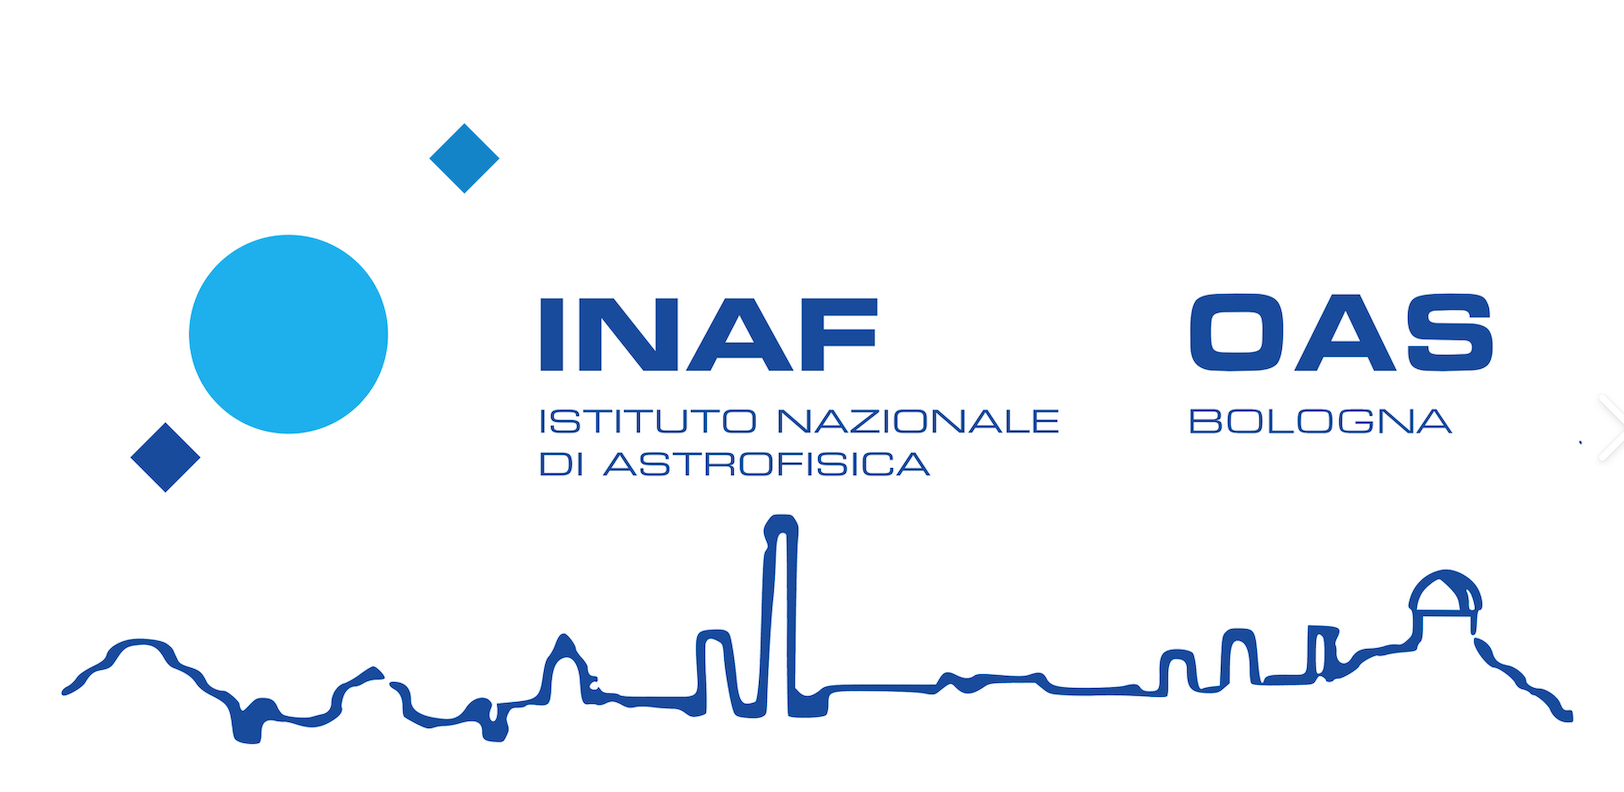 INAF
ISTITUTO NAZIONALE
DI ASTROFISICA
OAS
BOLOGNA